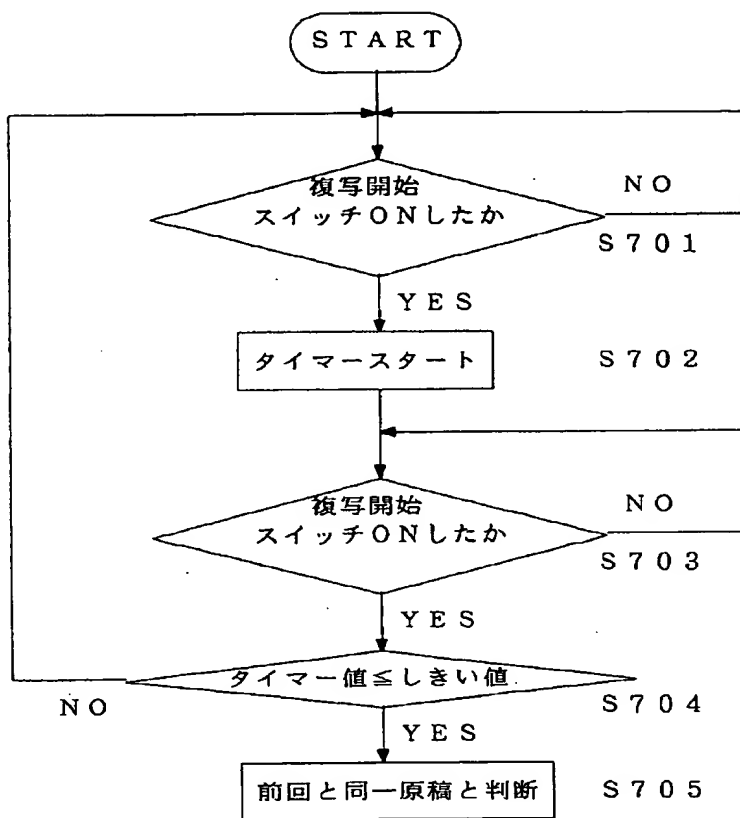 START
複写開始
スイッチONしたか
NO
S701
YES
タイマースタート
S702
複写開始
スイッチONしたか
NO
S703
YES
タイマー値≦しきい値
NO
S704
YES
前回と同一原稿と判断
S705